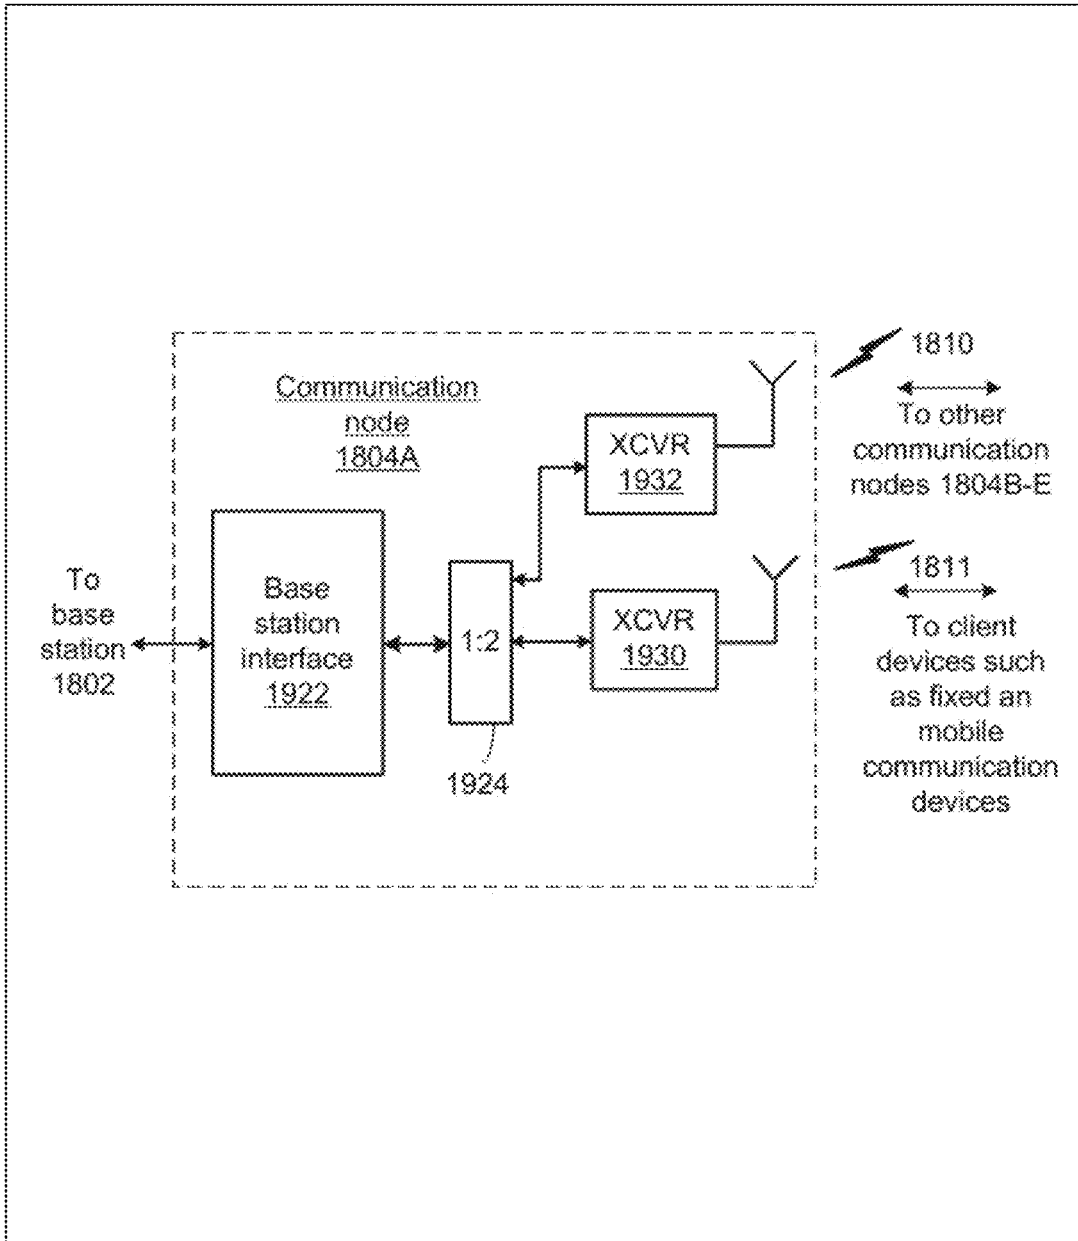 Communication
node
1804A
To
base
station
1802
Base
station
interface
1922
1:2
1924
XCVR
1932
XCVR
1930
1810
To other
communication
nodes 1804B-E
1811
To client
devices such
as fixed an
mobile
communication
devices